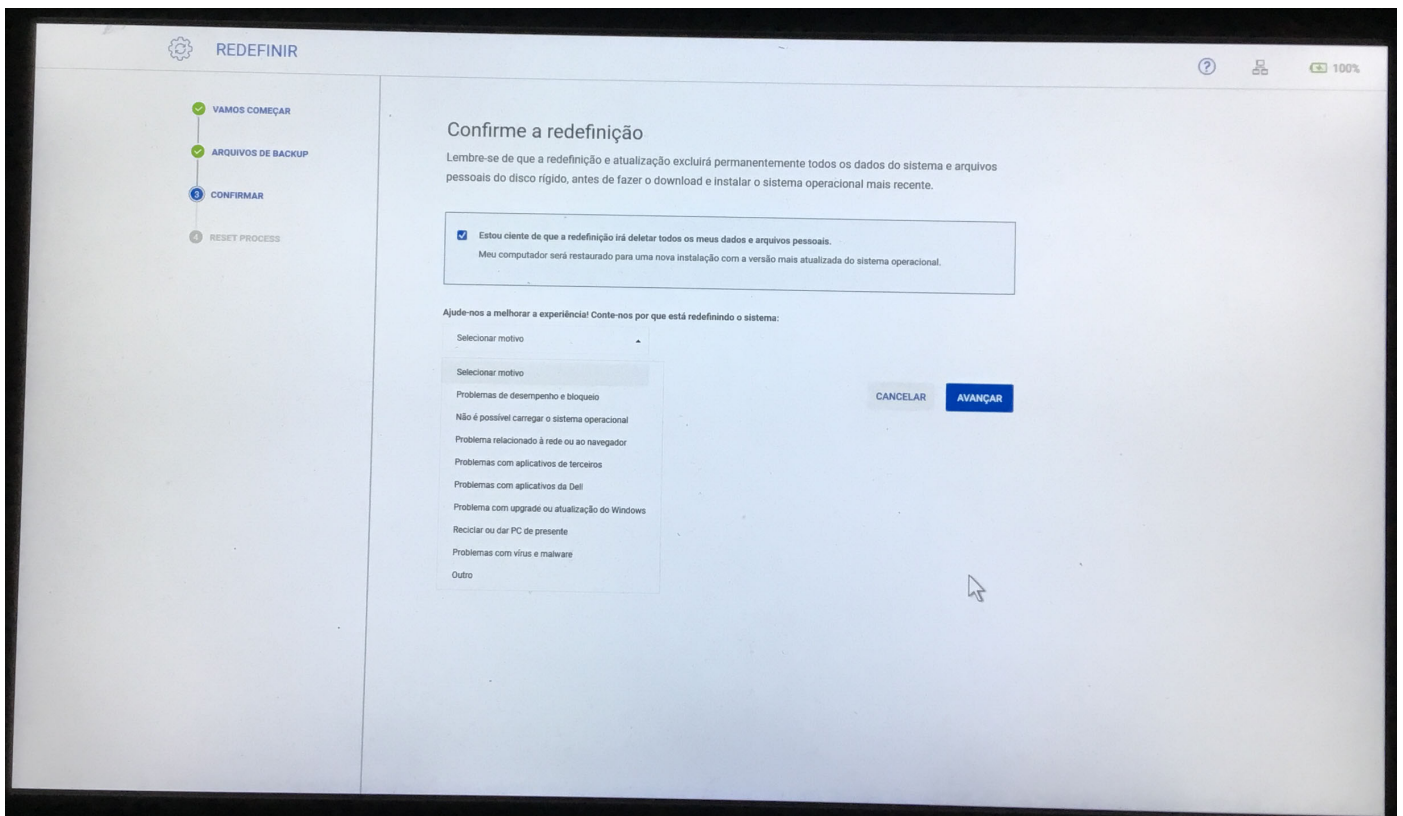 REDEFINIR
100%
VAMOS COMEÇAR
ARQUIVOS DE BACKUP
3 CONFIRMAR
4 RESET PROCESS
Confirme a redefinição
Lembre-se de que a redefinição e atualização excluirá permanentemente todos os dados do sistema e arquivos
pessoais do disco rígido, antes de fazer o download e instalar o sistema operacional mais recente.
Estou ciente de que a redefinição irá deletar todos os meus dados e arquivos pessoais.
Meu computador será restaurado para uma nova instalação com a versão mais atualizada do sistema operacional.
Ajude-nos a melhorar a experiência! Conte-nos por que está redefinindo o sistema:
Selecionar motivo
Selecionar motivo
Problemas de desempenho e bloqueio
Não é possível carregar o sistema operacional
Problema relacionado à rede ou ao navegador
Problemas com aplicativos de terceiros
Problemas com aplicativos da Dell
Problema com upgrade ou atualização do Windows
Reciclar ou dar PC de presente
Problemas com vírus e malware
Outro
CANCELAR
AVANÇAR